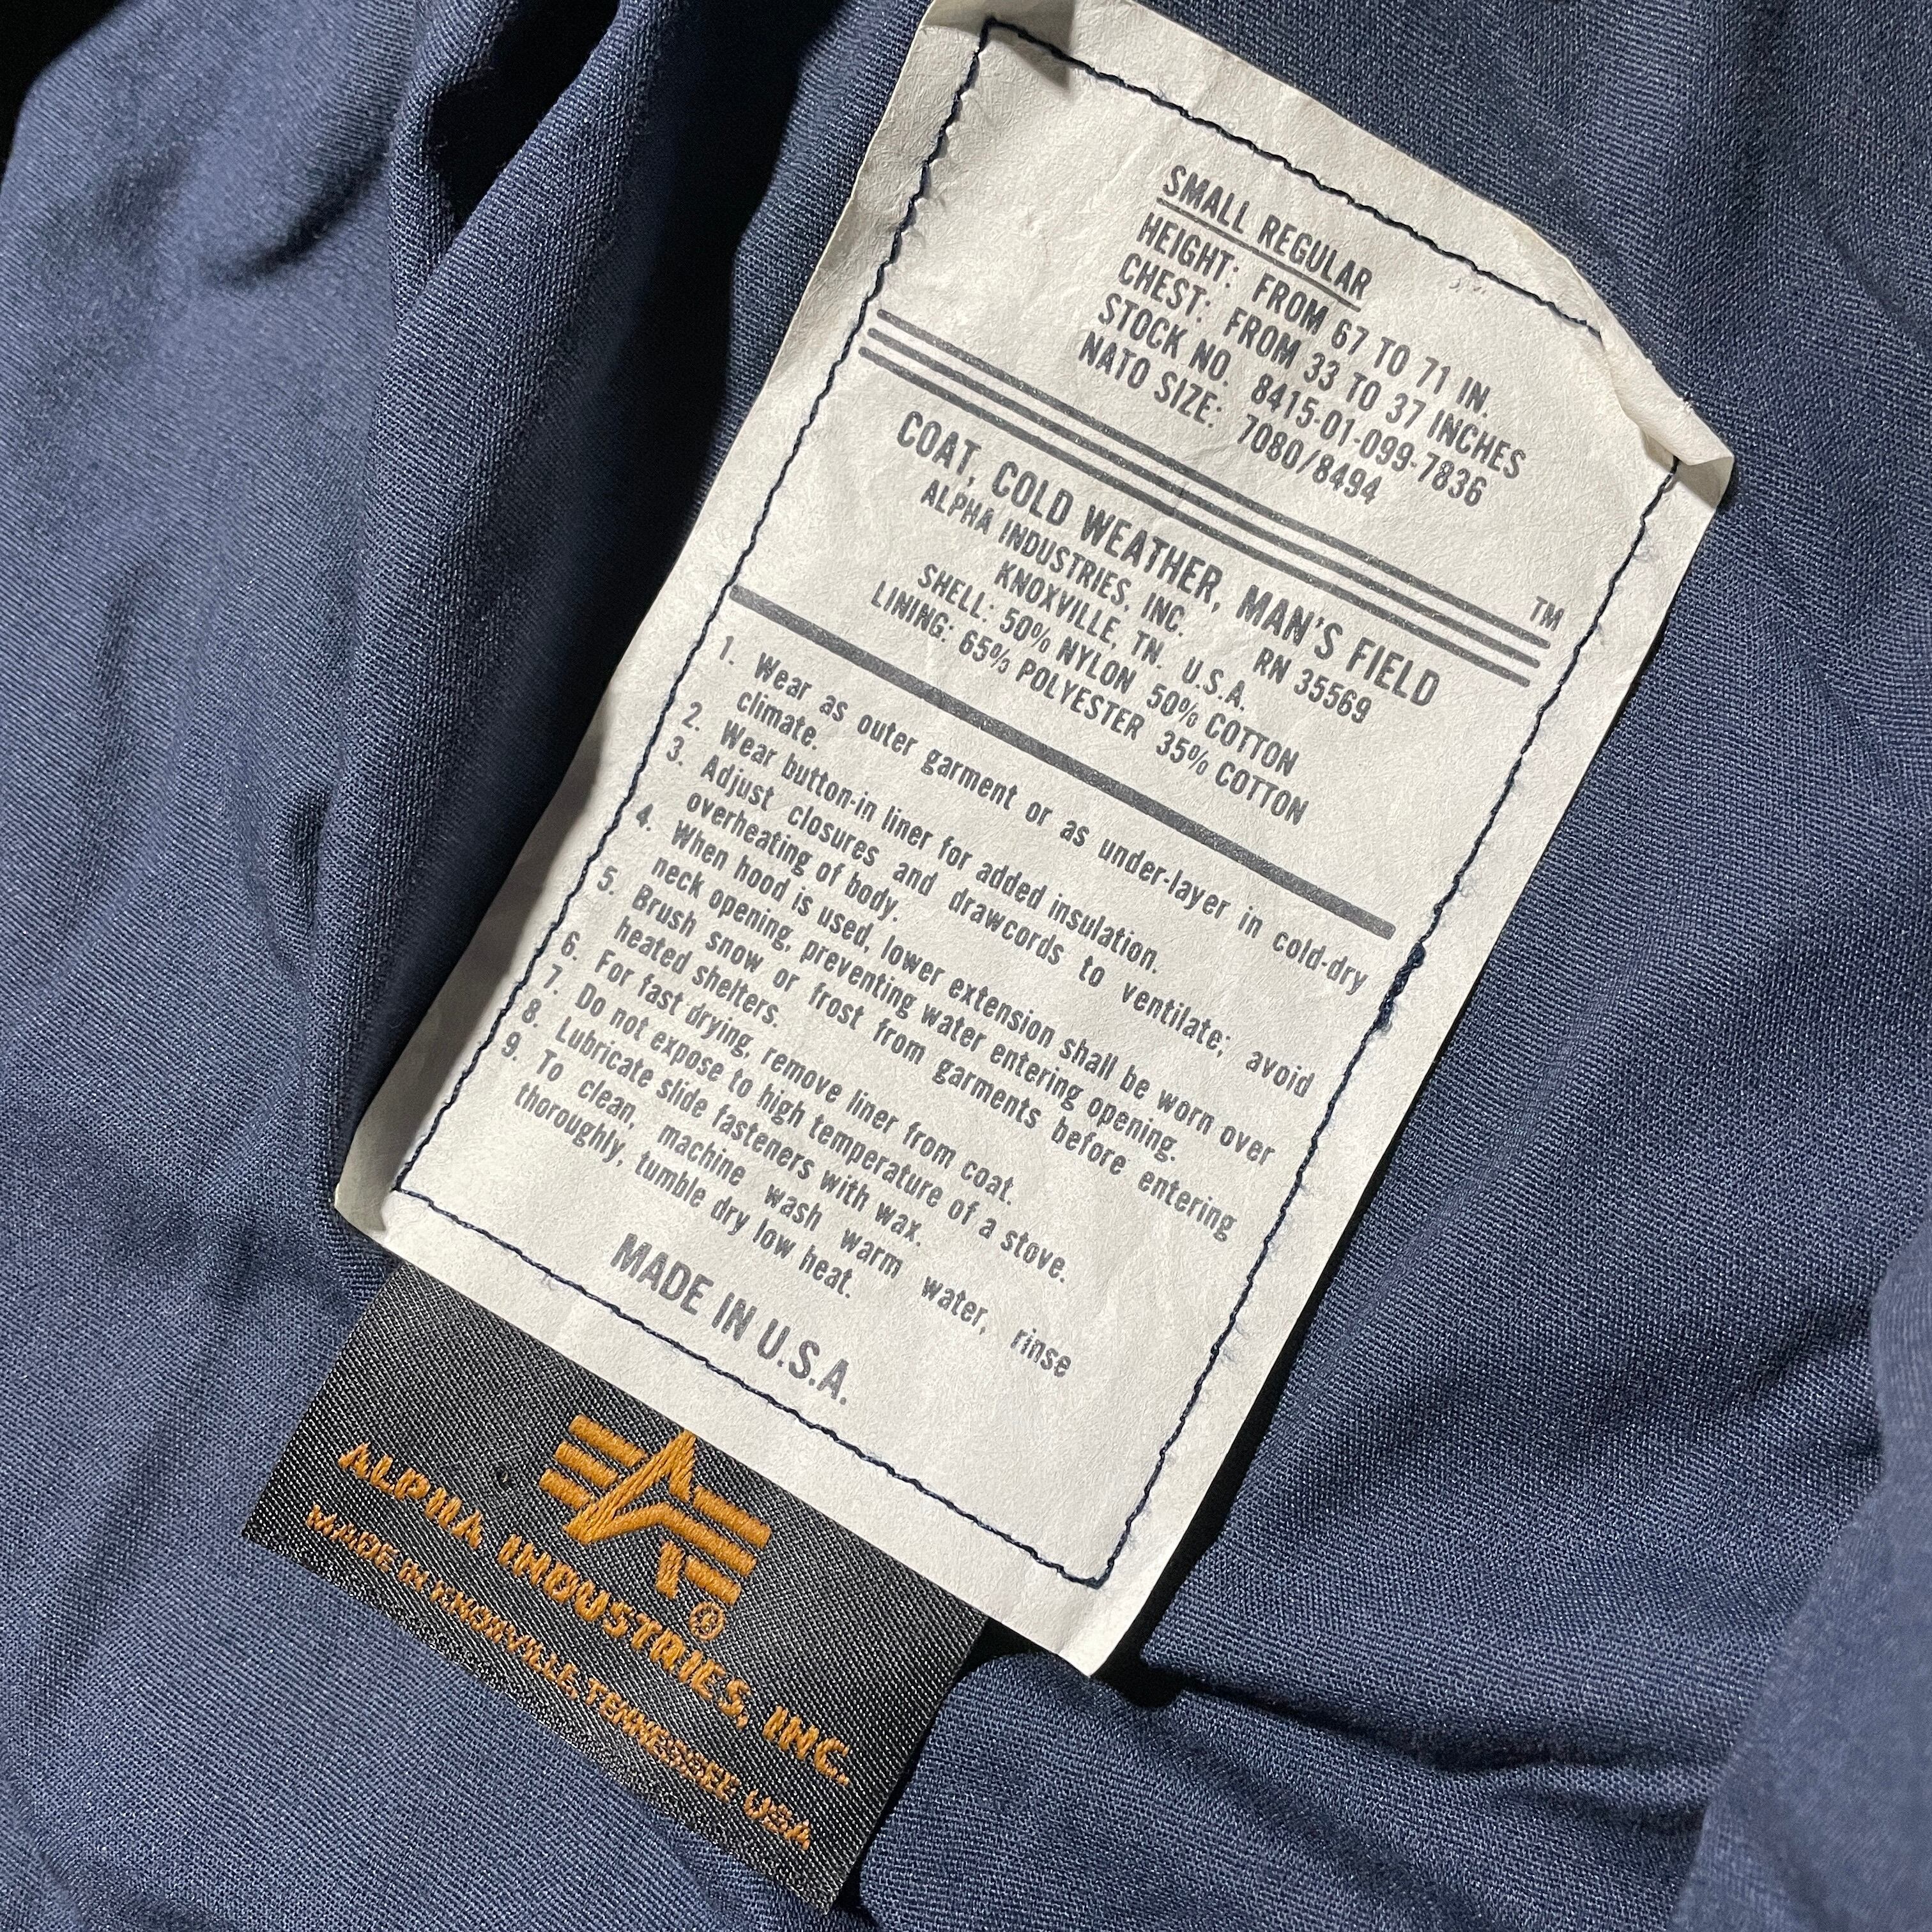 SMALL REGULAR
HEIGHT: FROM 67 TO 71 IN.
CHEST: FROM 33 TO 37 INCHES
STOCK NO. 8415-01-099-7836
NATO SIZE: 7080/8494
TM
COAT, COLD WEATHER, MAN'S FIELD
ALPHA INDUSTRIES, INC. RN 35569
KNOXVILLE, TN. U.S.A.
SHELL: 50% NYLON 50% COTTON
LINING: 65% POLYESTER 35% COTTON
1. Wear as outer garment or as under-layer in cold-dry
climate.
2. Wear button-in liner for added insulation.
3. Adjust closures and drawcords to ventilate; avoid
overheating of body.
4. When hood is used, lower extension shall be worn over
neck opening, preventing water entering opening.
5. Brush snow or frost from garments before entering
heated shelters.
6. For fast drying, remove liner from coat.
7. Do not expose to high temperature of a stove.
8. Lubricate slide fasteners with wax.
9. To clean, machine wash warm water, rinse
thoroughly, tumble dry low heat.
MADE IN U.S.A.
®
ALPHA INDUSTRIES, INC.
MADE IN KNOXVILLE, TENNESSEE USA